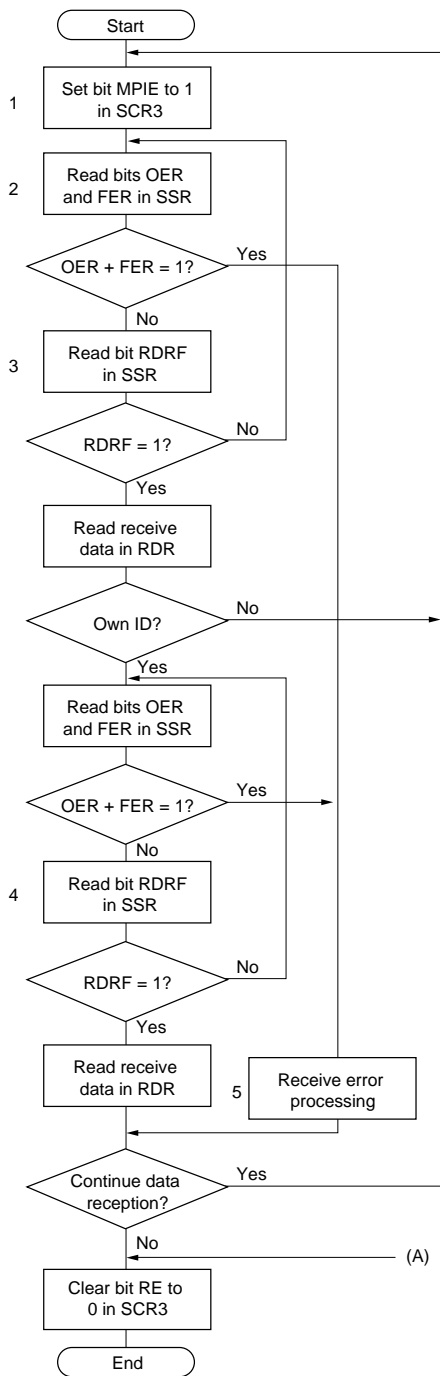 Start
1
Set bit MPIE to 1
in SCR3
2
Read bits OER
and FER in SSR
OER + FER = 1?
Yes
No
3
Read bit RDRF
in SSR
RDRF = 1?
No
Yes
Read receive
data in RDR
Own ID?
No
Yes
Read bits OER
and FER in SSR
OER + FER = 1?
Yes
No
4
Read bit RDRF
in SSR
RDRF = 1?
No
Yes
Read receive
data in RDR
5
Receive error
processing
Continue data
reception?
Yes
No
(A)
Clear bit RE to
0 in SCR3
End